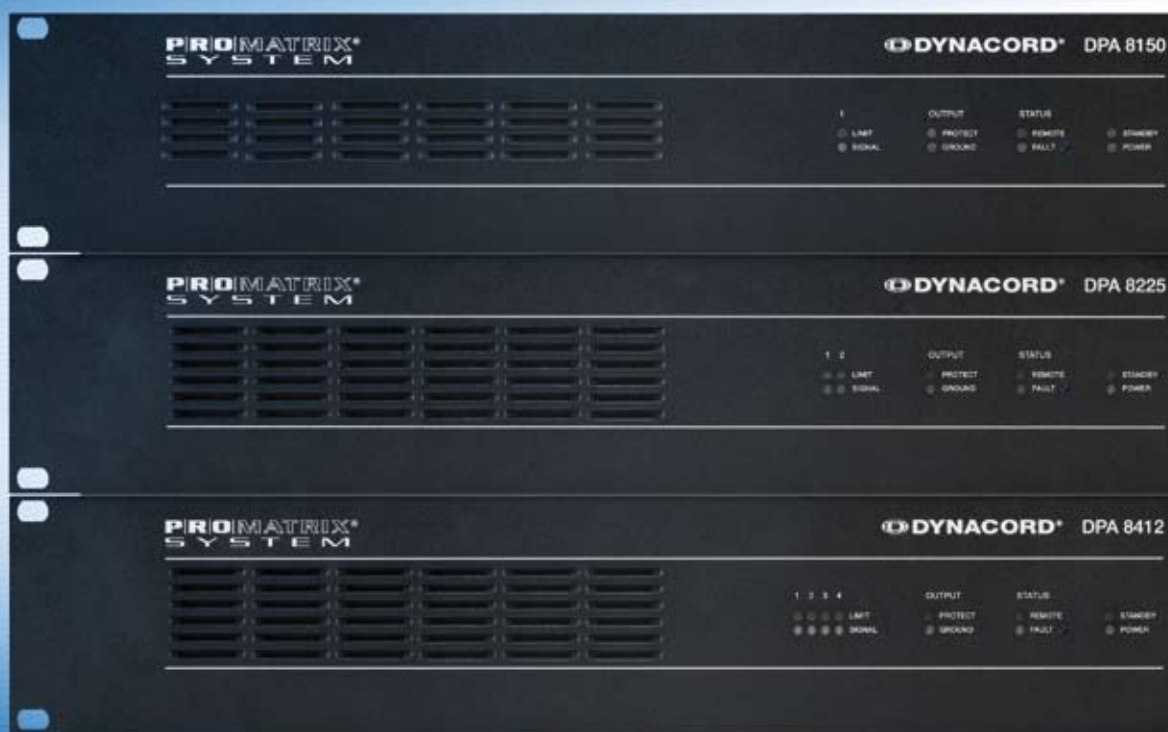 PROMATRIX®
SYSTEM
DYNACORD® DPA 8150
1 OUTPUT STATUS
LIMIT PROTECT REMOTE STANDBY
SIGNAL GROUND FAULT POWER
PROMATRIX®
SYSTEM
DYNACORD® DPA 8225
1 2 OUTPUT STATUS
LIMIT PROTECT REMOTE STANDBY
SIGNAL GROUND FAULT POWER
PROMATRIX®
SYSTEM
DYNACORD® DPA 8412
1 2 3 4 OUTPUT STATUS
LIMIT PROTECT REMOTE STANDBY
SIGNAL GROUND FAULT POWER